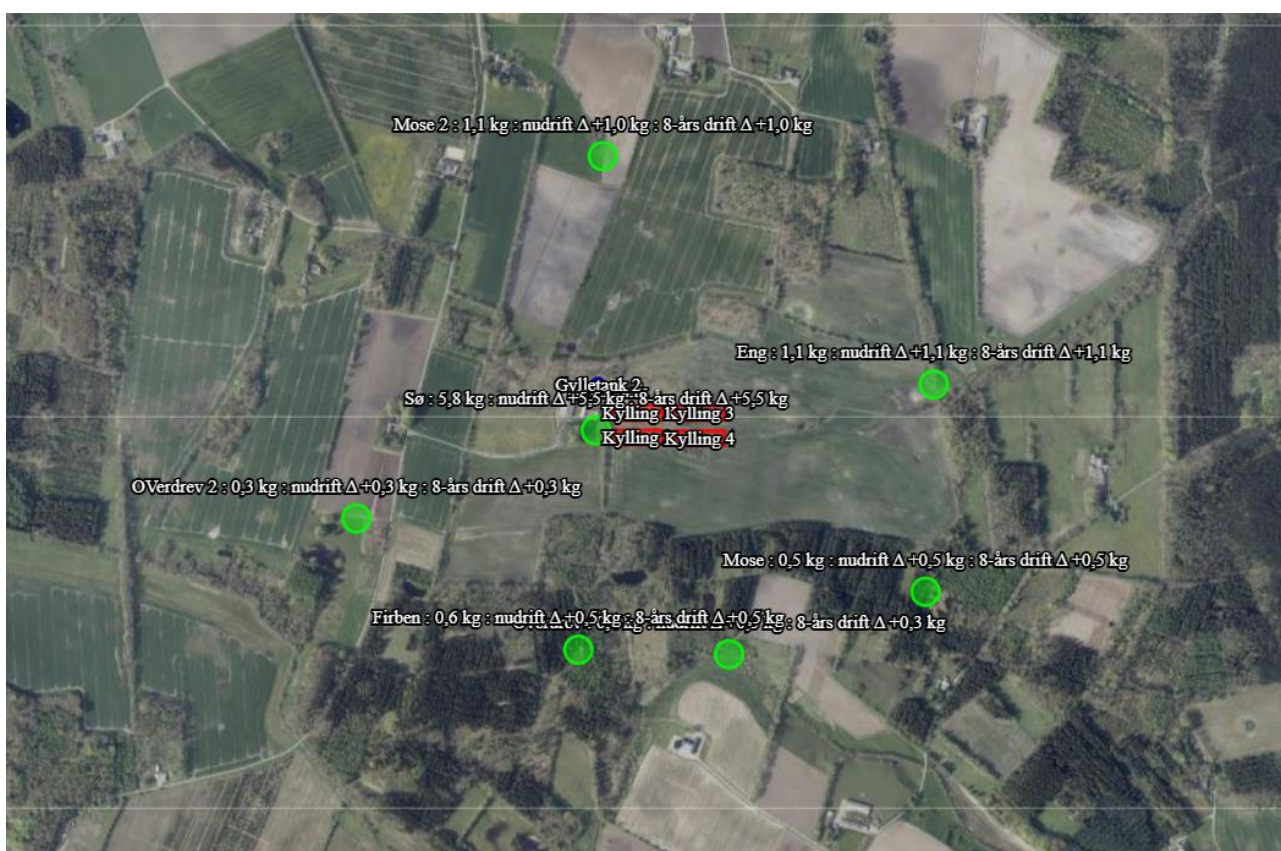 Mose 2 : 1,1 kg : nudrift Δ +1,0 kg : 8-års drift Δ +1,0 kg
Eng : 1,1 kg : nudrift Δ +1,1 kg : 8-års drift Δ +1,1 kg
Gylletank 2
Sø : 5,8 kg : nudrift Δ +5,5 kg : 8-års drift Δ +5,5 kg
Kylling Kylling 3
Kylling Kylling 4
OVerdrev 2 : 0,3 kg : nudrift Δ +0,3 kg : 8-års drift Δ +0,3 kg
Mose : 0,5 kg : nudrift Δ +0,5 kg : 8-års drift Δ +0,5 kg
Firben : 0,6 kg : nudrift Δ +0,5 kg : 8-års drift Δ +0,5 kg
: 8-års drift Δ +0,3 kg